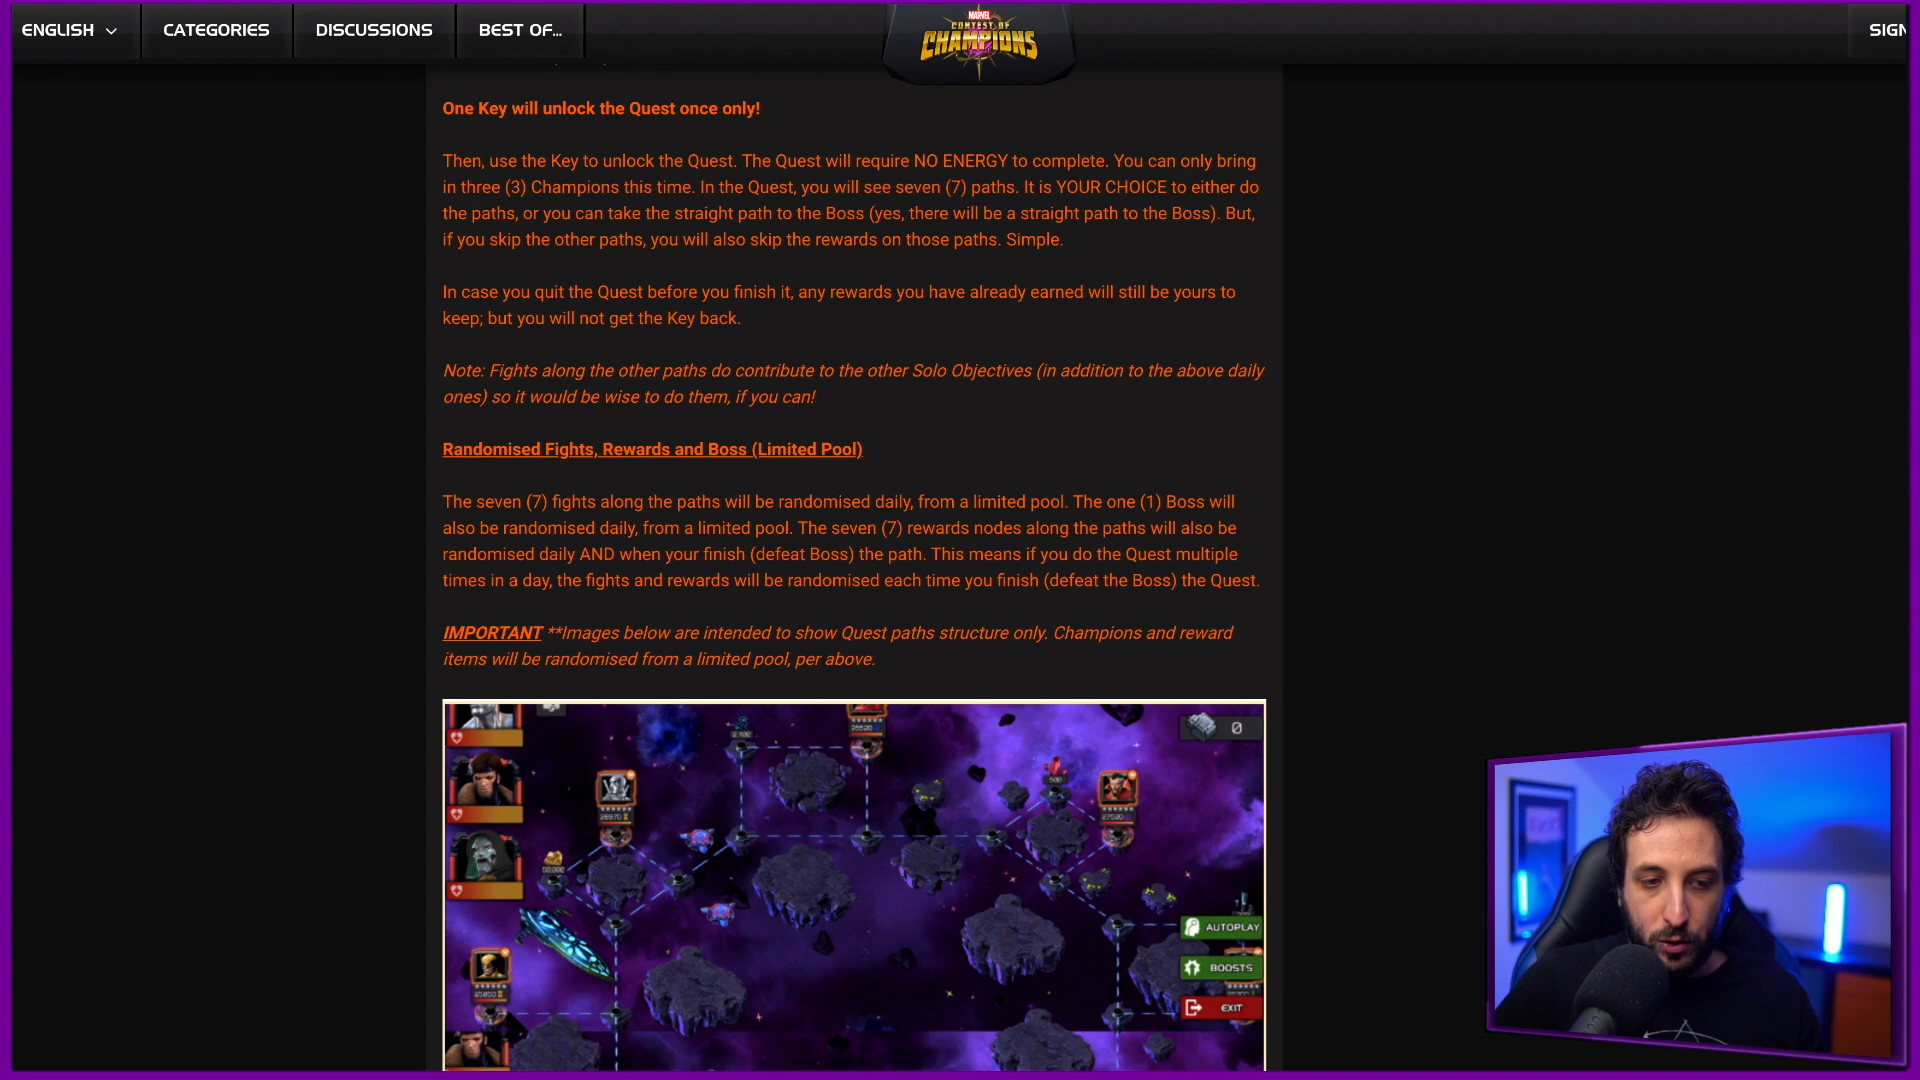 ENGLISH
CATEGORIES
DISCUSSIONS
BEST OF...
MARVEL
CONTEST OF
CHAMPIONS
SIGN
One Key will unlock the Quest once only!
Then, use the Key to unlock the Quest. The Quest will require NO ENERGY to complete. You can only bring
in three (3) Champions this time. In the Quest, you will see seven (7) paths. It is YOUR CHOICE to either do
the paths, or you can take the straight path to the Boss (yes, there will be a straight path to the Boss). But,
if you skip the other paths, you will also skip the rewards on those paths. Simple.
In case you quit the Quest before you finish it, any rewards you have already earned will still be yours to
keep; but you will not get the Key back.
Note: Fights along the other paths do contribute to the other Solo Objectives (in addition to the above daily
ones) so it would be wise to do them, if you can!
Randomised Fights, Rewards and Boss (Limited Pool)
The seven (7) fights along the paths will be randomised daily, from a limited pool. The one (1) Boss will
also be randomised daily, from a limited pool. The seven (7) rewards nodes along the paths will also be
randomised daily AND when your finish (defeat Boss) the path. This means if you do the Quest multiple
times in a day, the fights and rewards will be randomised each time you finish (defeat the Boss) the Quest.
IMPORTANT **Images below are intended to show Quest paths structure only. Champions and reward
items will be randomised from a limited pool, per above.
0
AUTOPLAY
BOOSTS
EXIT